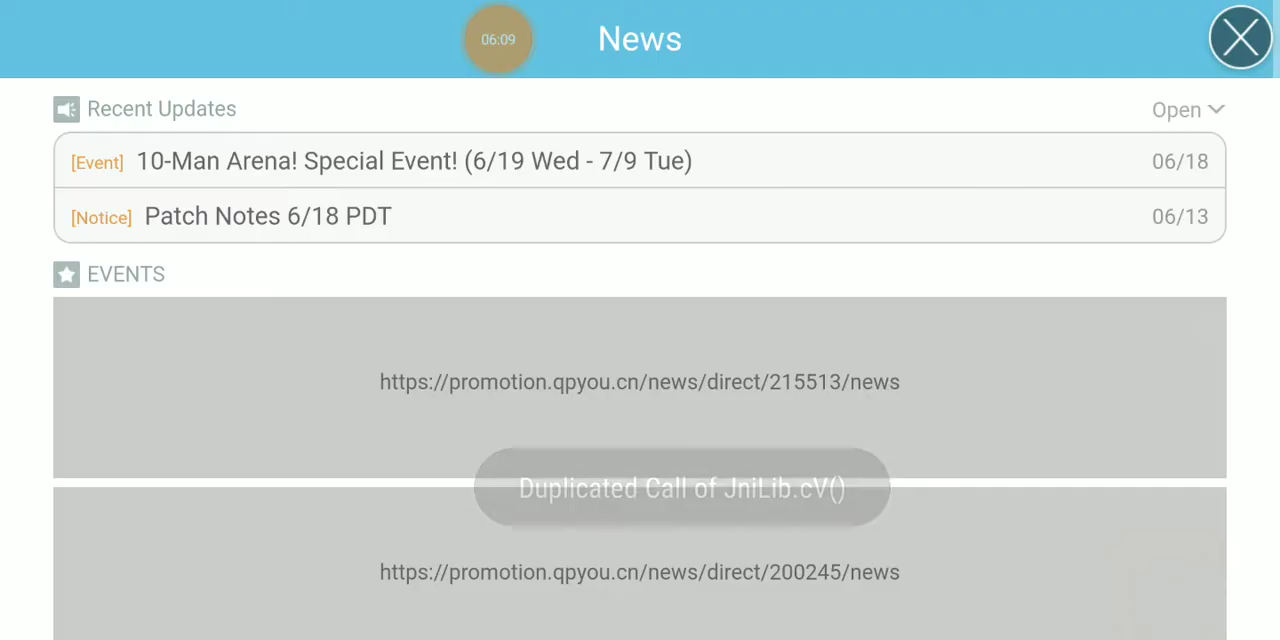 06:09
News
Recent Updates
Open
[Event] 10-Man Arena! Special Event! (6/19 Wed - 7/9 Tue) 06/18
[Notice] Patch Notes 6/18 PDT 06/13
EVENTS
https://promotion.qpyou.cn/news/direct/215513/news
Duplicated Call of JniLib.cV()
https://promotion.qpyou.cn/news/direct/200245/news